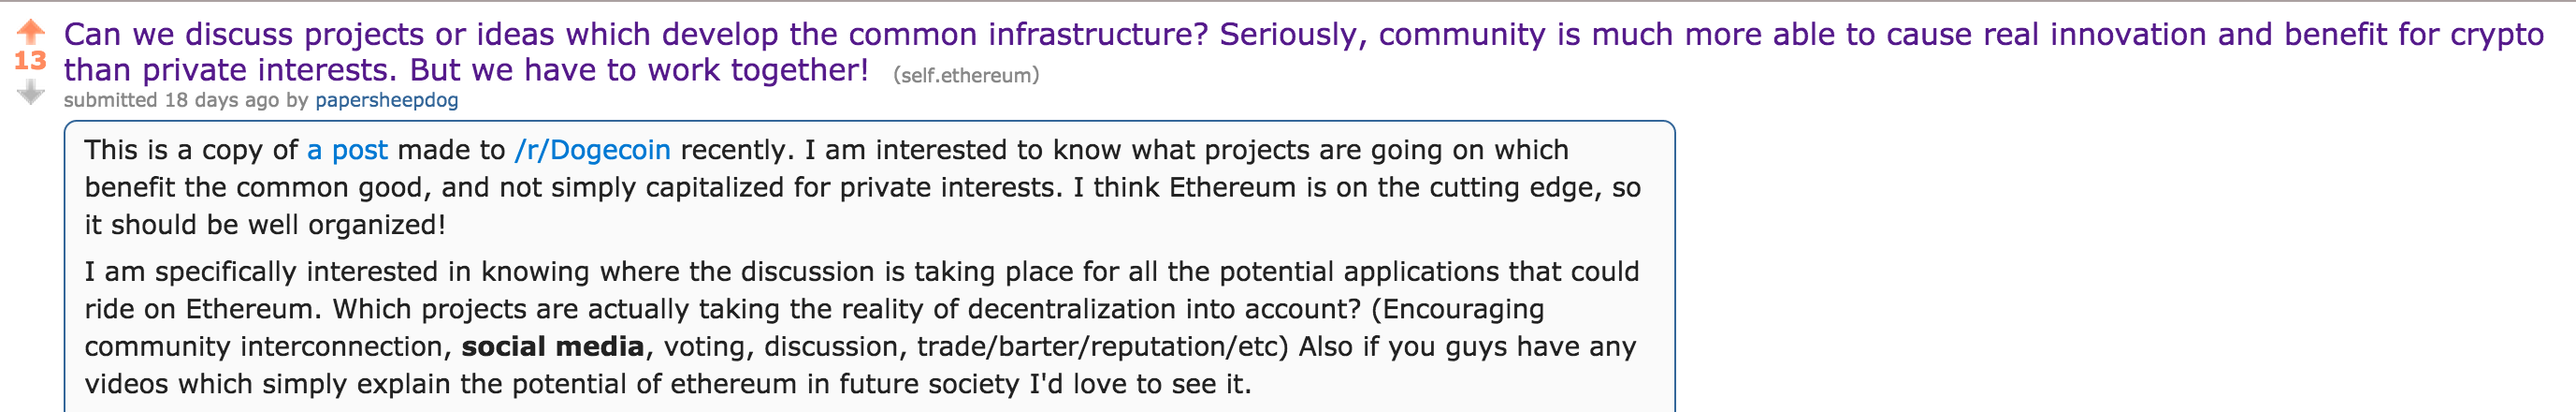 Can we discuss projects or ideas which develop the common infrastructure? Seriously, community is much more able to cause real innovation and benefit for crypto
13
than private interests. But we have to work together! (self.ethereum)
submitted 18 days ago by papersheepdog
This is a copy of a post made to /r/Dogecoin recently. I am interested to know what projects are going on which
benefit the common good, and not simply capitalized for private interests. I think Ethereum is on the cutting edge, so
it should be well organized!
I am specifically interested in knowing where the discussion is taking place for all the potential applications that could
ride on Ethereum. Which projects are actually taking the reality of decentralization into account? (Encouraging
community interconnection, social media, voting, discussion, trade/barter/reputation/etc) Also if you guys have any
videos which simply explain the potential of ethereum in future society I'd love to see it.